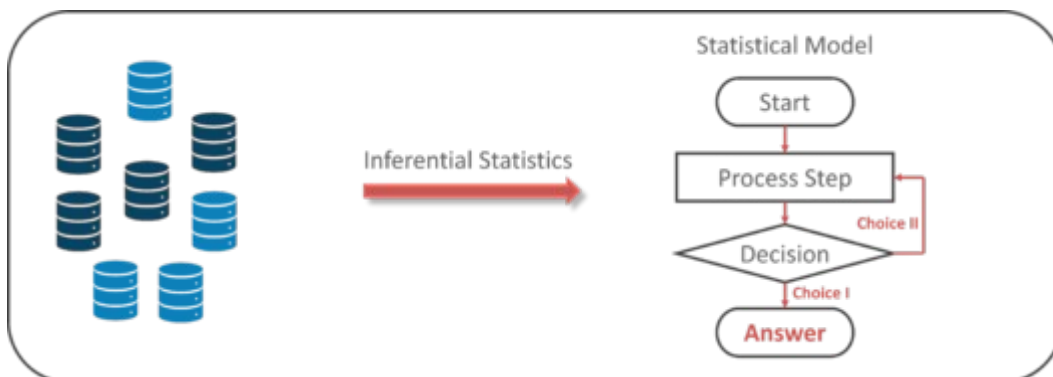 Statistical Model
Start
Inferential Statistics
Process Step
Choice II
Decision
Choice I
Answer